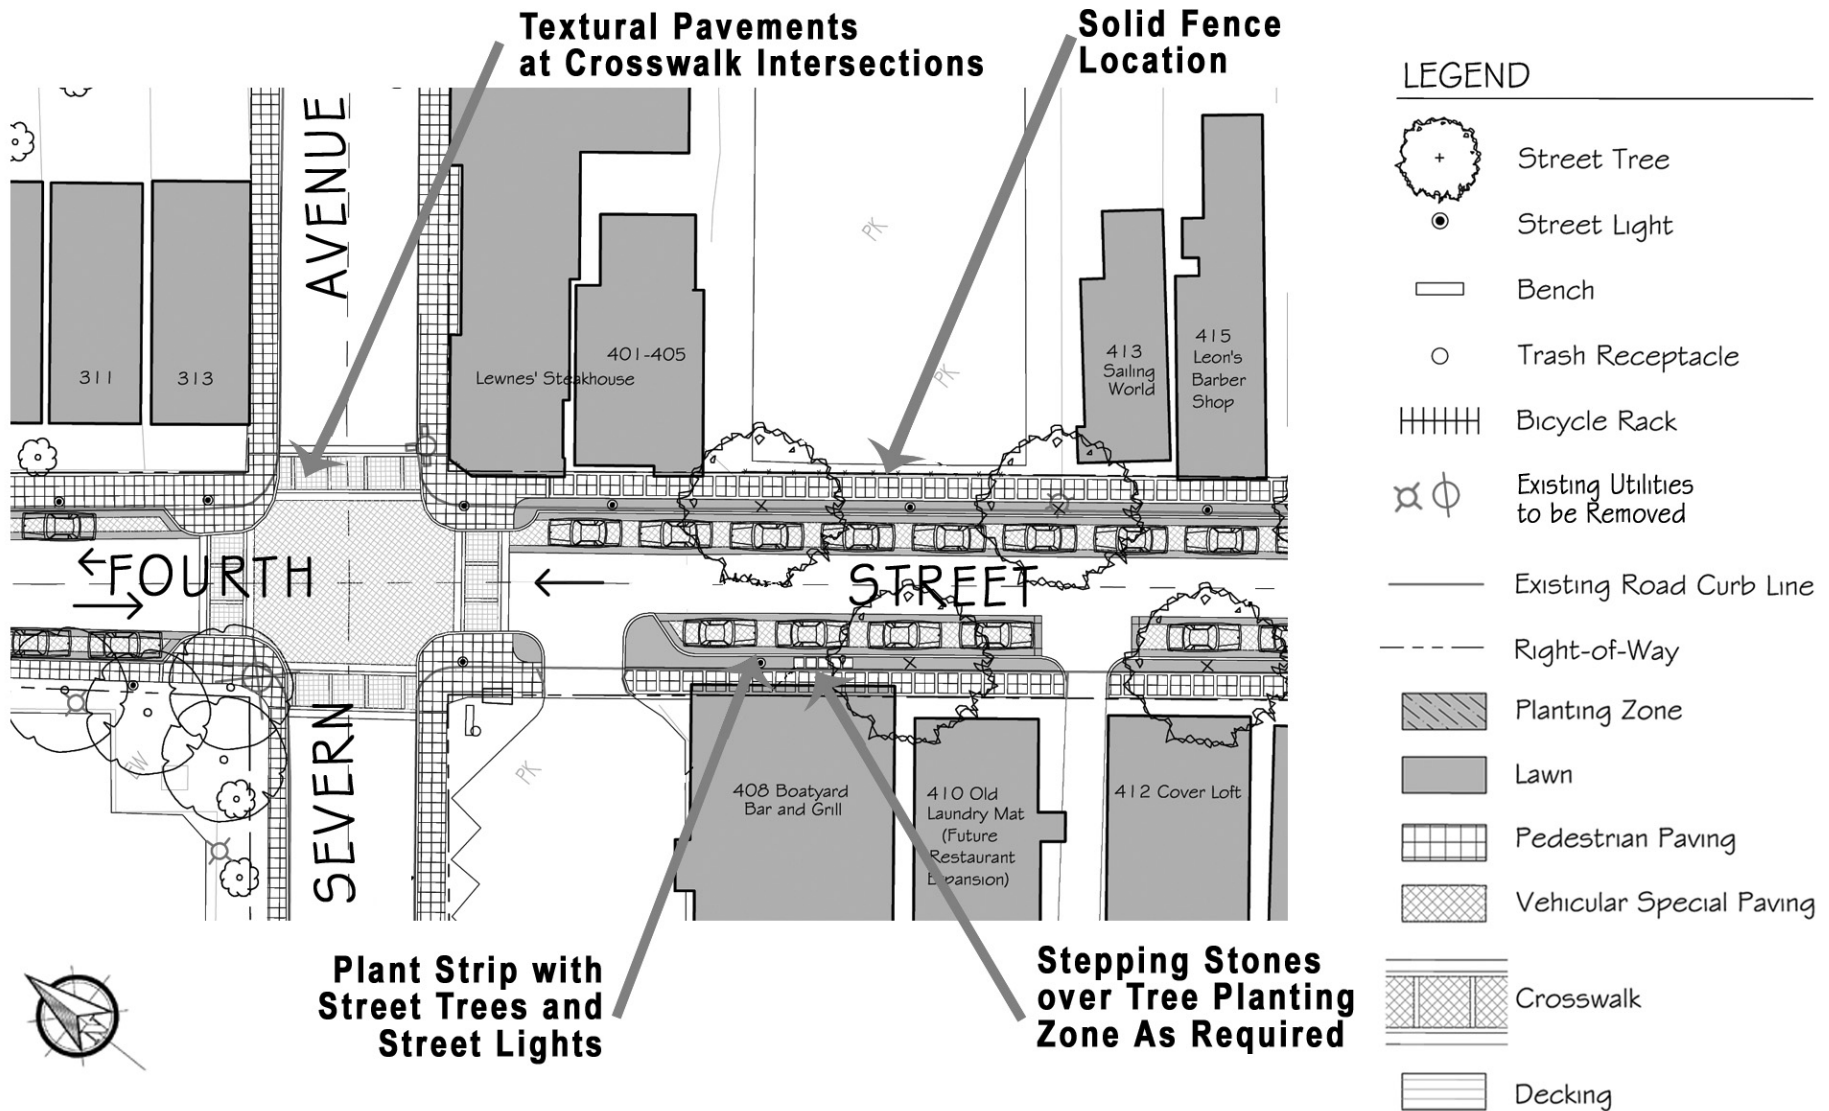 Textural Pavements
at Crosswalk Intersections
Solid Fence
Location
LEGEND
Street Tree
Street Light
Bench
Trash Receptacle
Bicycle Rack
Existing Utilities
to be Removed
Existing Road Curb Line
Right-of-Way
Planting Zone
Lawn
Pedestrian Paving
Vehicular Special Paving
Crosswalk
Decking
AVENUE
PK
PK
311
313
Lewnes' Steakhouse
401-405
413
Sailing
World
415
Leon's
Barber
Shop
FOURTH
STREET
SEVERN
EW
PK
408 Boatyard
Bar and Grill
410 Old
Laundry Mat
(Future
Restaurant
Expansion)
412 Cover Loft
Plant Strip with
Street Trees and
Street Lights
Stepping Stones
over Tree Planting
Zone As Required